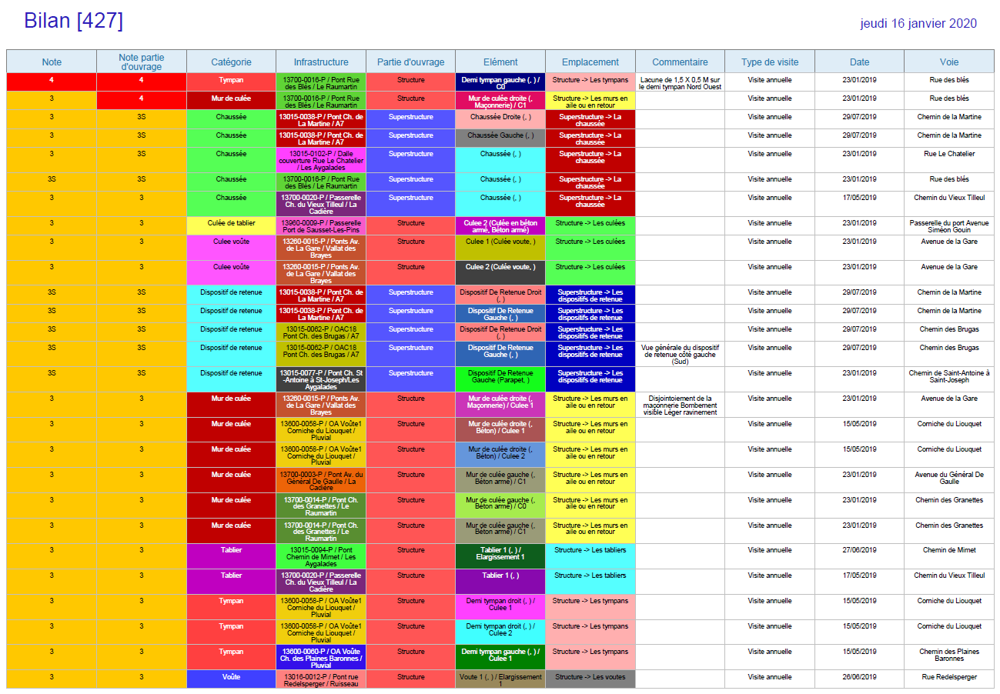 Bilan [427]
jeudi 16 janvier 2020
Note | Note partie d'ouvrage | Catégorie | Infrastructure | Partie d'ouvrage | Elément | Emplacement | Commentaire | Type de visite | Date | Voie
4 | 4 | Tympan | 13700-0016-P / Pont Rue des Blés / Le Raumartin | Structure | Demi tympan gauche (, ) / C0 | Structure -> Les tympans | Lacune de 1,5 X 0,5 M sur le demi tympan Nord Ouest | Visite annuelle | 23/01/2019 | Rue des blés
3 | 4 | Mur de culée | 13700-0016-P / Pont Rue des Blés / Le Raumartin | Structure | Mur de culée droite (, Maçonnerie) / C1 | Structure -> Les murs en aile ou en retour | | Visite annuelle | 23/01/2019 | Rue des blés
3 | 3S | Chaussée | 13015-0038-P / Pont Ch. de La Martine / A7 | Superstructure | Chaussée Droite (, ) | Superstructure -> La chaussée | | Visite annuelle | 29/07/2019 | Chemin de la Martine
3 | 3S | Chaussée | 13015-0038-P / Pont Ch. de La Martine / A7 | Superstructure | Chaussée Gauche (, ) | Superstructure -> La chaussée | | Visite annuelle | 29/07/2019 | Chemin de la Martine
3 | 3S | Chaussée | 13015-0102-P / Dalle couverture Rue Le Chatelier / Les Aygalades | Superstructure | Chaussée (, ) | Superstructure -> La chaussée | | Visite annuelle | 23/01/2019 | Rue Le Chatelier
3S | 3S | Chaussée | 13700-0016-P / Pont Rue des Blés / Le Raumartin | Superstructure | Chaussée (, ) | Superstructure -> La chaussée | | Visite annuelle | 23/01/2019 | Rue des blés
3 | 3 | Chaussée | 13700-0020-P / Passerelle Ch. du Vieux Tilleul / La Cadière | Superstructure | Chaussée (, ) | Superstructure -> La chaussée | | Visite annuelle | 17/05/2019 | Chemin du Vieux Tilleul
3 | 3 | Culée de tablier | 13960-0009-P / Passerelle Port de Sausset-Les-Pins | Structure | Culee 2 (Culée en béton armé, Béton armé) | Structure -> Les culées | | Visite annuelle | 23/01/2019 | Passerelle du port Avenue Siméon Gouin
3 | 3 | Culee voûte | 13260-0015-P / Ponts Av. de La Gare / Vallat des Brayes | Structure | Culee 1 (Culée voute, ) | Structure -> Les culées | | Visite annuelle | 23/01/2019 | Avenue de la Gare
3 | 3 | Culee voûte | 13260-0015-P / Ponts Av. de La Gare / Vallat des Brayes | Structure | Culee 2 (Culée voute, ) | Structure -> Les culées | | Visite annuelle | 23/01/2019 | Avenue de la Gare
3S | 3S | Dispositif de retenue | 13015-0038-P / Pont Ch. de La Martine / A7 | Superstructure | Dispositif De Retenue Droit (, ) | Superstructure -> Les dispositifs de retenue | | Visite annuelle | 29/07/2019 | Chemin de la Martine
3S | 3S | Dispositif de retenue | 13015-0038-P / Pont Ch. de La Martine / A7 | Superstructure | Dispositif De Retenue Gauche (, ) | Superstructure -> Les dispositifs de retenue | | Visite annuelle | 29/07/2019 | Chemin de la Martine
3S | 3S | Dispositif de retenue | 13015-0062-P / OAC18 Pont Ch. des Brugas / A7 | Superstructure | Dispositif De Retenue Droit (, ) | Superstructure -> Les dispositifs de retenue | | Visite annuelle | 29/07/2019 | Chemin des Brugas
3S | 3S | Dispositif de retenue | 13015-0062-P / OAC18 Pont Ch. des Brugas / A7 | Superstructure | Dispositif De Retenue Gauche (, ) | Superstructure -> Les dispositifs de retenue | Vue générale du dispositif de retenue côté gauche (Sud) | Visite annuelle | 29/07/2019 | Chemin des Brugas
3S | 3S | Dispositif de retenue | 13015-0077-P / Pont Ch. St -Antoine à St-Joseph/Les Aygalades | Superstructure | Dispositif De Retenue Gauche (Parapet, ) | Superstructure -> Les dispositifs de retenue | | Visite annuelle | 23/01/2019 | Chemin de Saint-Antoine à Saint-Joseph
3 | 3 | Mur de culée | 13260-0015-P / Ponts Av. de La Gare / Vallat des Brayes | Structure | Mur de culée droite (, Maçonnerie) / Culee 1 | Structure -> Les murs en aile ou en retour | Disjointoiement de la maçonnerie Bombement visible Léger ravinement | Visite annuelle | 23/01/2019 | Avenue de la Gare
3 | 3 | Mur de culée | 13600-0058-P / OA Voûte1 Corniche du Liouquet / Pluvial | Structure | Mur de culée droite (, Béton) / Culee 1 | Structure -> Les murs en aile ou en retour | | Visite annuelle | 15/05/2019 | Corniche du Liouquet
3 | 3 | Mur de culée | 13600-0058-P / OA Voûte1 Corniche du Liouquet / Pluvial | Structure | Mur de culée droite (, Béton) / Culee 2 | Structure -> Les murs en aile ou en retour | | Visite annuelle | 15/05/2019 | Corniche du Liouquet
3 | 3 | Mur de culée | 13700-0003-P / Pont Av. du Général De Gaulle / La Cadière | Structure | Mur de culée gauche (, Béton armé) / C1 | Structure -> Les murs en aile ou en retour | | Visite annuelle | 23/01/2019 | Avenue du Général De Gaulle
3 | 3 | Mur de culée | 13700-0014-P / Pont Ch. des Granettes / Le Raumartin | Structure | Mur de culée gauche (, Béton armé) / C0 | Structure -> Les murs en aile ou en retour | | Visite annuelle | 23/01/2019 | Chemin des Granettes
3 | 3 | Mur de culée | 13700-0014-P / Pont Ch. des Granettes / Le Raumartin | Structure | Mur de culée gauche (, Béton armé) / C1 | Structure -> Les murs en aile ou en retour | | Visite annuelle | 23/01/2019 | Chemin des Granettes
3 | 3 | Tablier | 13015-0094-P / Pont Chemin de Mimet / Les Aygalades | Structure | Tablier 1 (, ) / Elargissement 1 | Structure -> Les tabliers | | Visite annuelle | 27/06/2019 | Chemin de Mimet
3 | 3 | Tablier | 13700-0020-P / Passerelle Ch. du Vieux Tilleul / La Cadière | Structure | Tablier 1 (, ) | Structure -> Les tabliers | | Visite annuelle | 17/05/2019 | Chemin du Vieux Tilleul
3 | 3 | Tympan | 13600-0058-P / OA Voûte1 Corniche du Liouquet / Pluvial | Structure | Demi tympan droit (, ) / Culee 1 | Structure -> Les tympans | | Visite annuelle | 15/05/2019 | Corniche du Liouquet
3 | 3 | Tympan | 13600-0058-P / OA Voûte1 Corniche du Liouquet / Pluvial | Structure | Demi tympan droit (, ) / Culee 2 | Structure -> Les tympans | | Visite annuelle | 15/05/2019 | Corniche du Liouquet
3 | 3 | Tympan | 13600-0060-P / OA Voûte Ch. des Plaines Baronnes / Pluvial | Structure | Demi tympan gauche (, ) / Culee 1 | Structure -> Les tympans | | Visite annuelle | 15/05/2019 | Chemin des Plaines Baronnes
3 | 3 | Voûte | 13016-0012-P / Pont rue Redelsperger / Ruisseau | Structure | Voute 1 (, ) / Elargissement 1 | Structure -> Les voutes | | Visite annuelle | 26/06/2019 | Rue Redelsperger